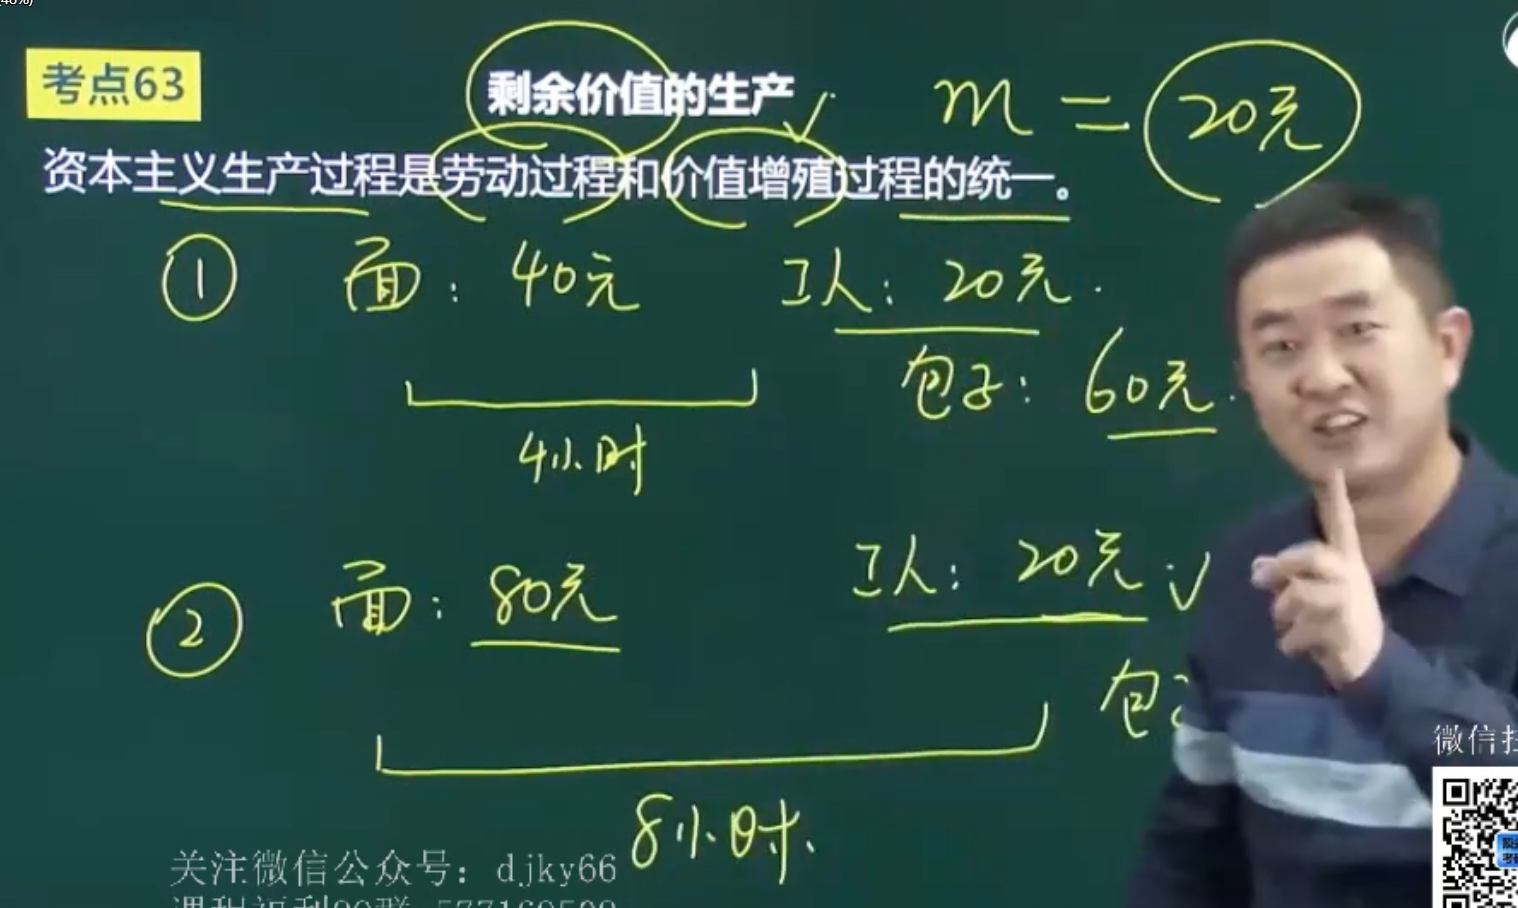 考点63
剩余价值的生产
m = 20元
资本主义生产过程是劳动过程和价值增殖过程的统一。
① 面：40元 工人：20元.
包子：60元.
4小时
② 面：80元 工人：20元.
包
8小时.
微信扫
关注微信公众号：djky66